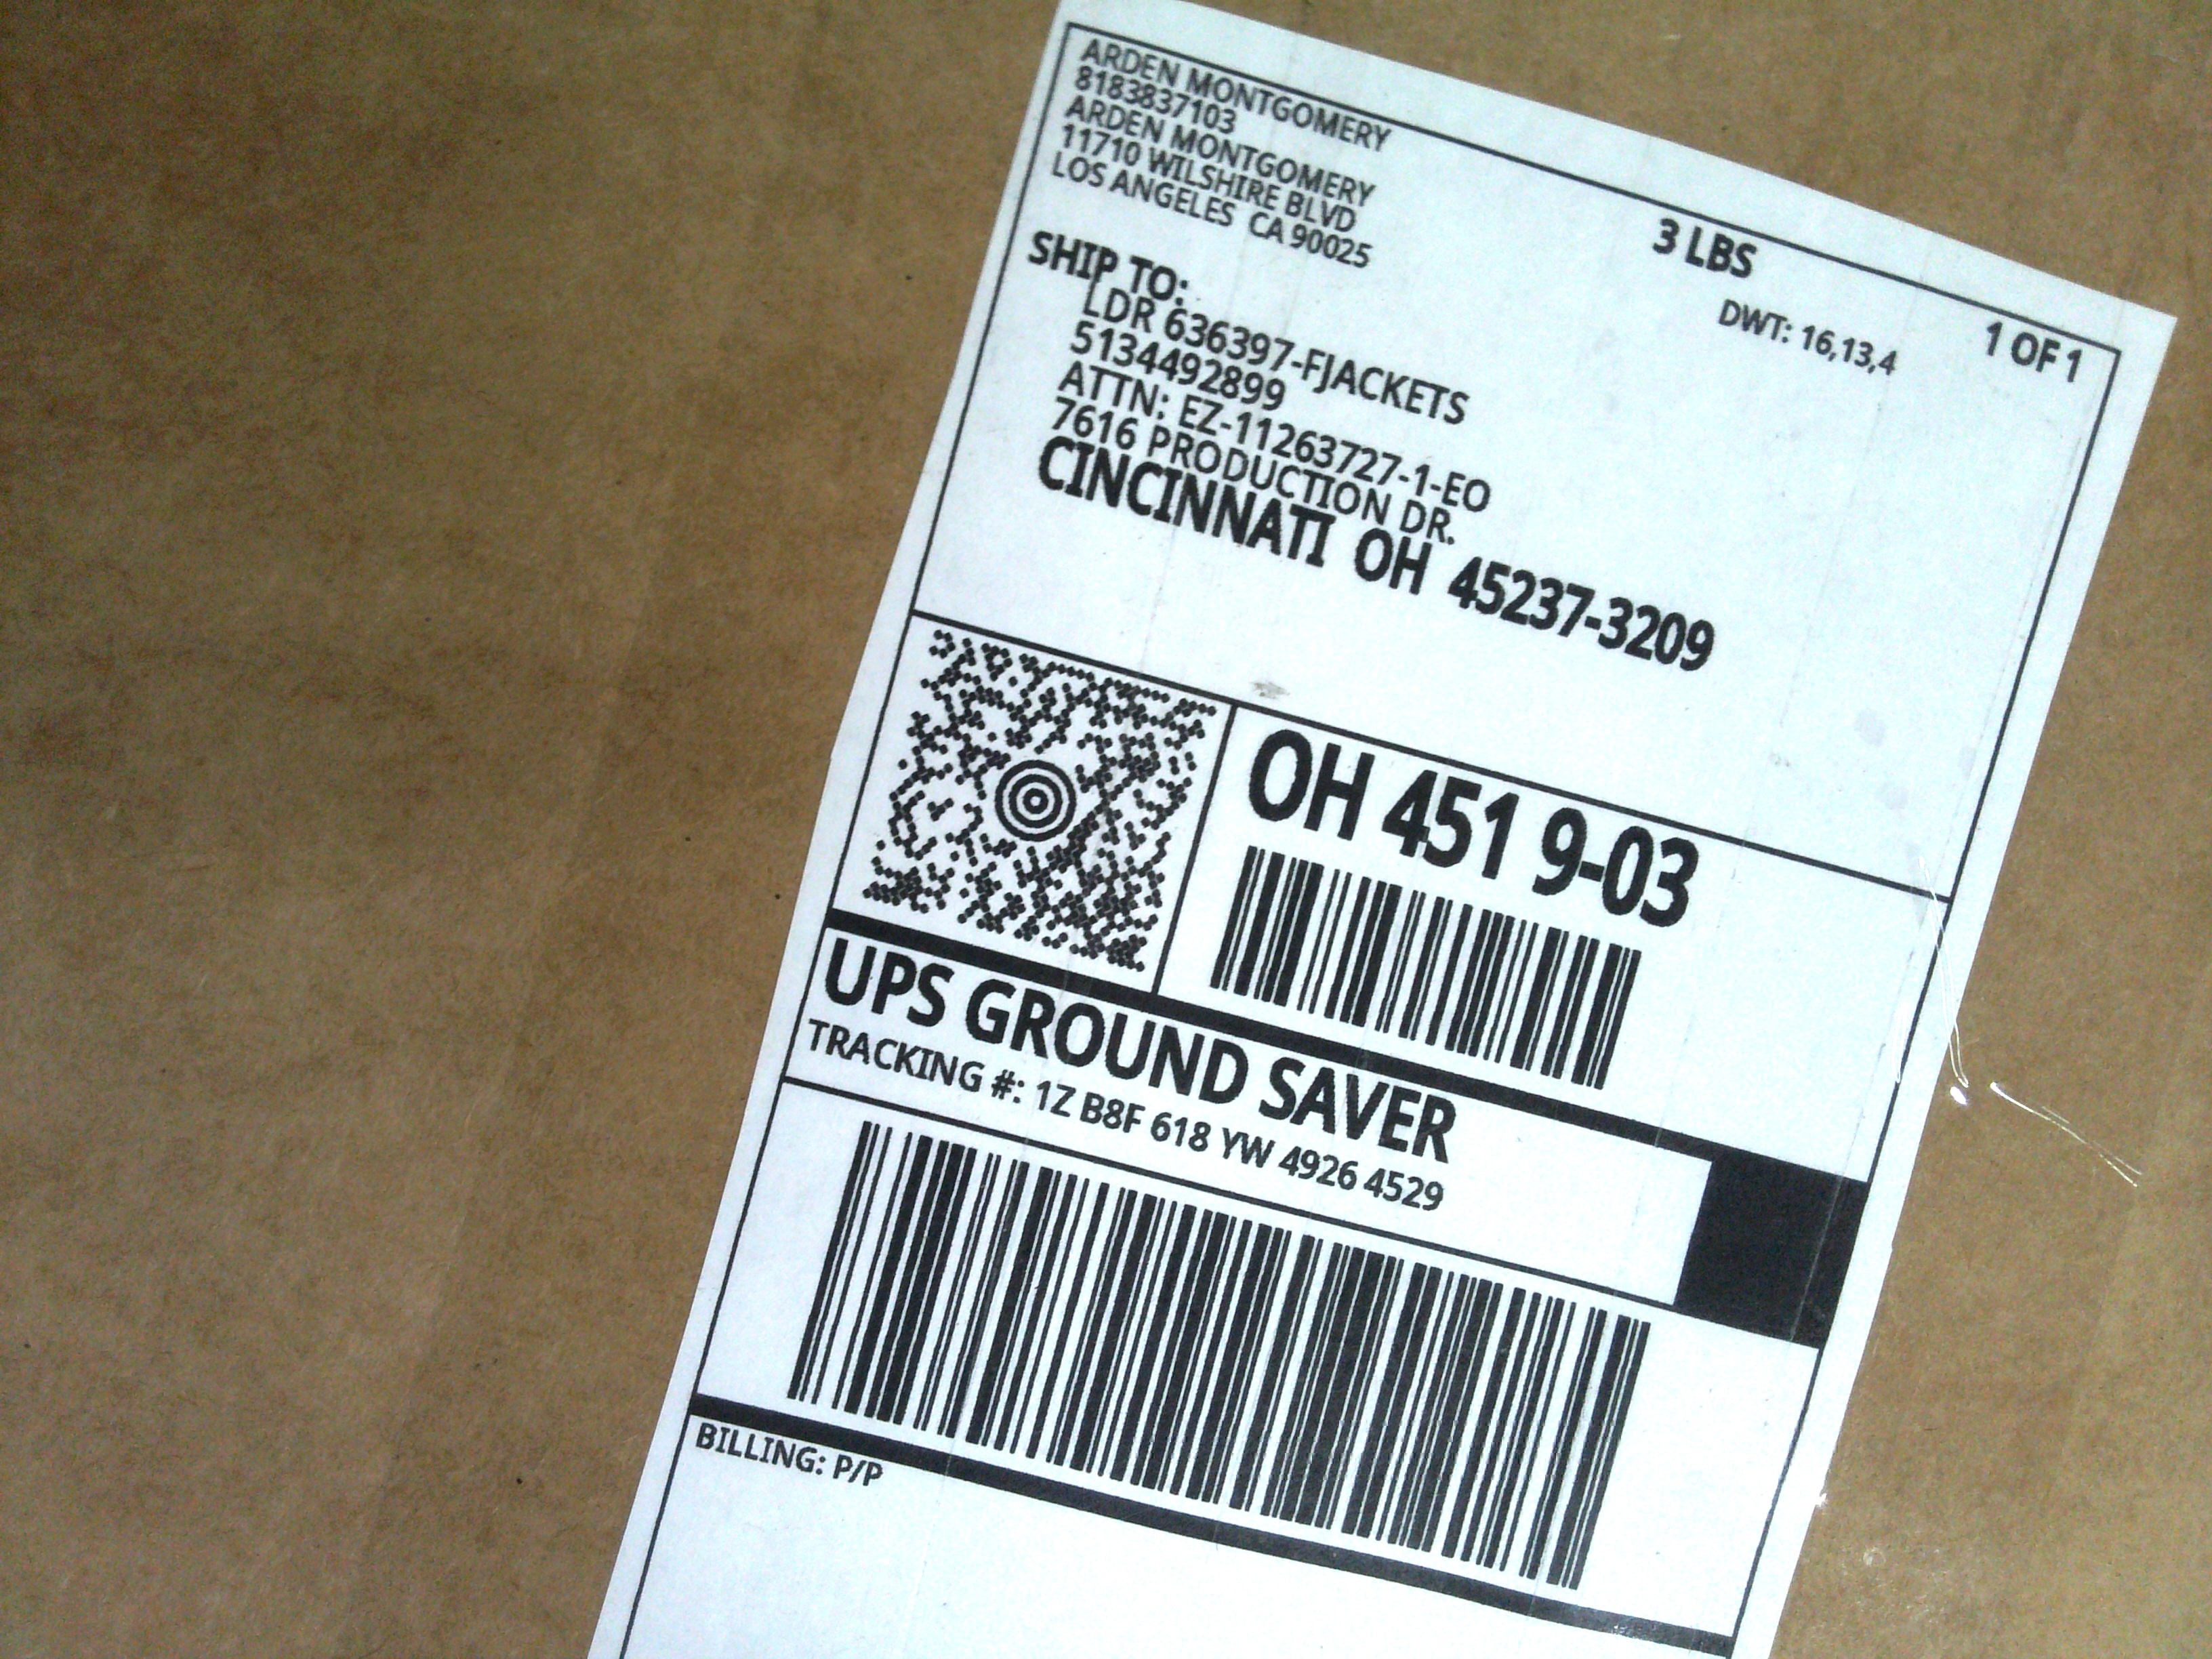 ARDEN MONTGOMERY
8183837103
ARDEN MONTGOMERY
11710 WILSHIRE BLVD
LOS ANGELES CA 90025
3 LBS
1 OF 1
DWT: 16,13,4
SHIP TO:
LDR 636397-FJACKETS
5134492899
ATTN: EZ-11263727-1-EO
7616 PRODUCTION DR.
CINCINNATI OH 45237-3209
OH 451 9-03
UPS GROUND SAVER
TRACKING #: 1Z B8F 618 YW 4926 4529
BILLING: P/P